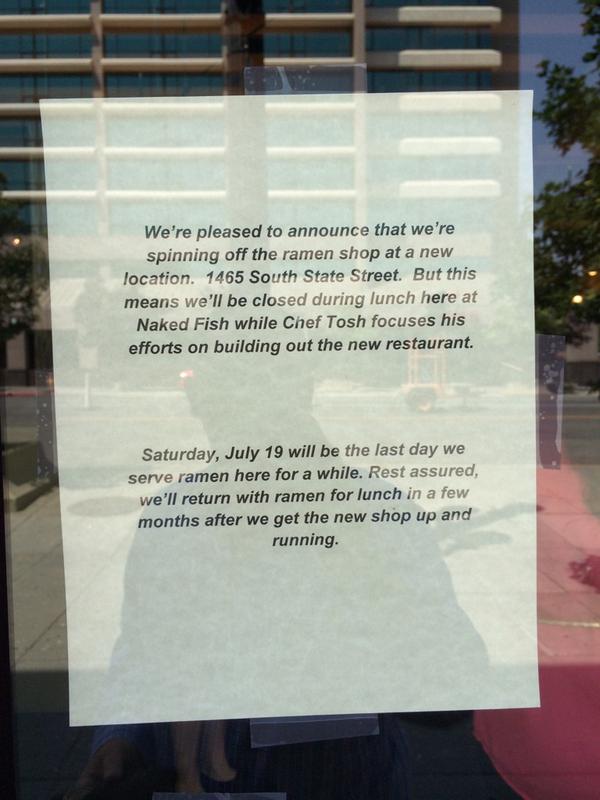 We're pleased to announce that we're
spinning off the ramen shop at a new
location.  1465 South State Street.  But this
means we'll be closed during lunch here at
Naked Fish while Chef Tosh focuses his
efforts on building out the new restaurant.
Saturday, July 19 will be the last day we
serve ramen here for a while. Rest assured,
we'll return with ramen for lunch in a few
months after we get the new shop up and
running.